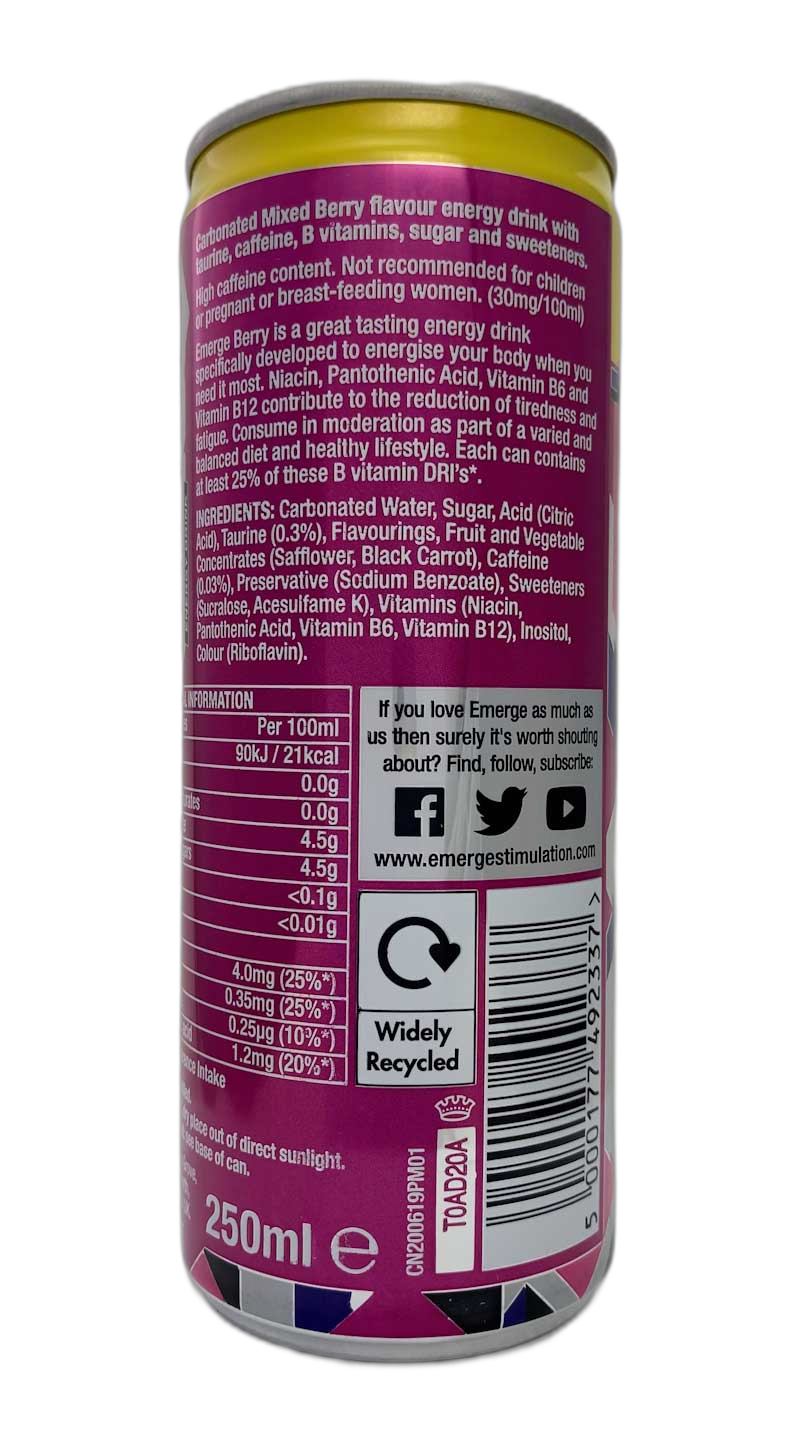 Carbonated Mixed Berry flavour energy drink with
taurine, caffeine, B vitamins, sugar and sweeteners.
High caffeine content. Not recommended for children
or pregnant or breast-feeding women. (30mg/100ml)
Emerge Berry is a great tasting energy drink
specifically developed to energise your body when you
need it most. Niacin, Pantothenic Acid, Vitamin B6 and
Vitamin B12 contribute to the reduction of tiredness and
fatigue. Consume in moderation as part of a varied and
balanced diet and healthy lifestyle. Each can contains
at least 25% of these B vitamin DRI's*.
INGREDIENTS: Carbonated Water, Sugar, Acid (Citric
Acid), Taurine (0.3%), Flavourings, Fruit and Vegetable
Concentrates (Safflower, Black Carrot), Caffeine
(0.03%), Preservative (Sodium Benzoate), Sweeteners
(Sucralose, Acesulfame K), Vitamins (Niacin,
Pantothenic Acid, Vitamin B6, Vitamin B12), Inositol,
Colour (Riboflavin).
INFORMATION
Per 100ml
90kJ / 21kcal
0.0g
0.0g
4.5g
4.5g
<0.1g
<0.01g
4.0mg (25%*)
0.35mg (25%*)
0.25µg (10%*)
1.2mg (20%*)
Intake
place out of direct sunlight.
see base of can.
250ml e
If you love Emerge as much as
us then surely it's worth shouting
about? Find, follow, subscribe:
www.emergestimulation.com
Widely
Recycled
CN200619PM01
T0AD20A
5 000177 492337 >